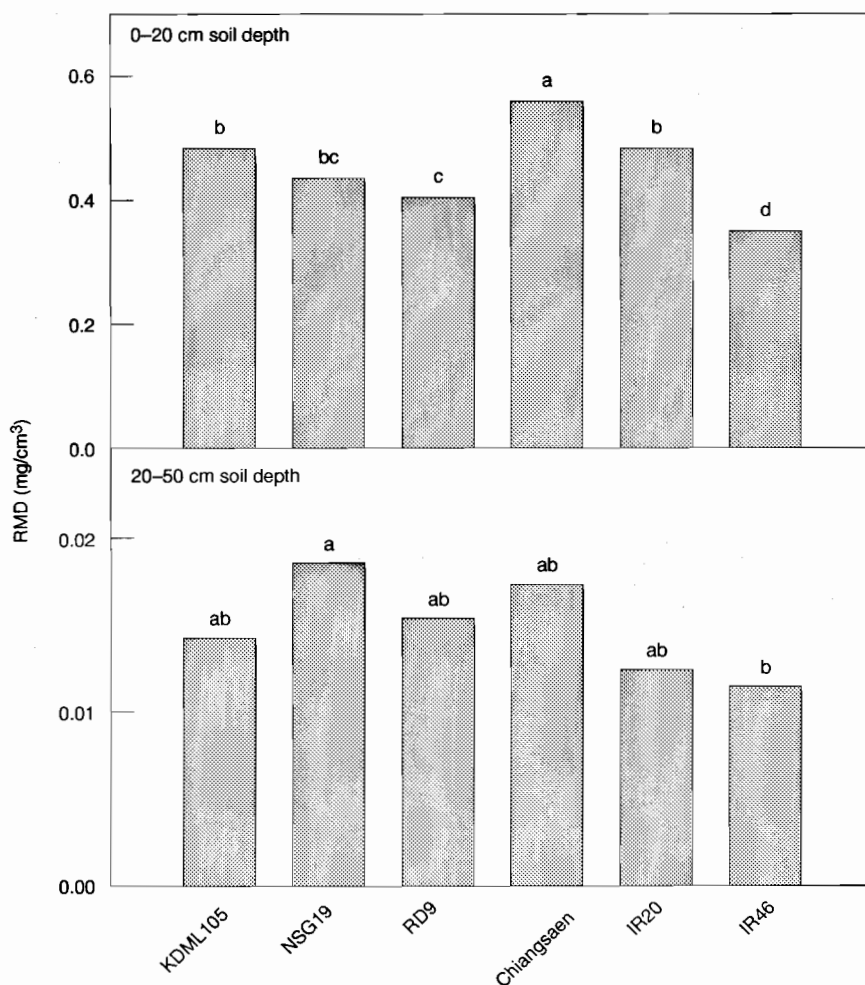 0–20 cm soil depth
0.6
0.4
0.2
0.0
b
bc
c
a
b
d
RMD (mg/cm³)
20–50 cm soil depth
0.02
0.01
0.00
ab
a
ab
ab
ab
b
KDML105
NSG19
RD9
Chiangsaen
IR20
IR46